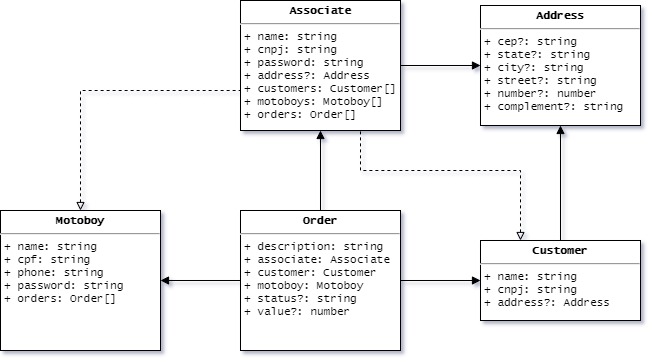 Associate
+ name: string
+ cnpj: string
+ password: string
+ address?: Address
+ customers: Customer[]
+ motoboys: Motoboy[]
+ orders: Order[]
Address
+ cep?: string
+ state?: string
+ city?: string
+ street?: string
+ number?: number
+ complement?: string
Motoboy
+ name: string
+ cpf: string
+ phone: string
+ password: string
+ orders: Order[]
Order
+ description: string
+ associate: Associate
+ customer: Customer
+ motoboy: Motoboy
+ status?: string
+ value?: number
Customer
+ name: string
+ cnpj: string
+ address?: Address